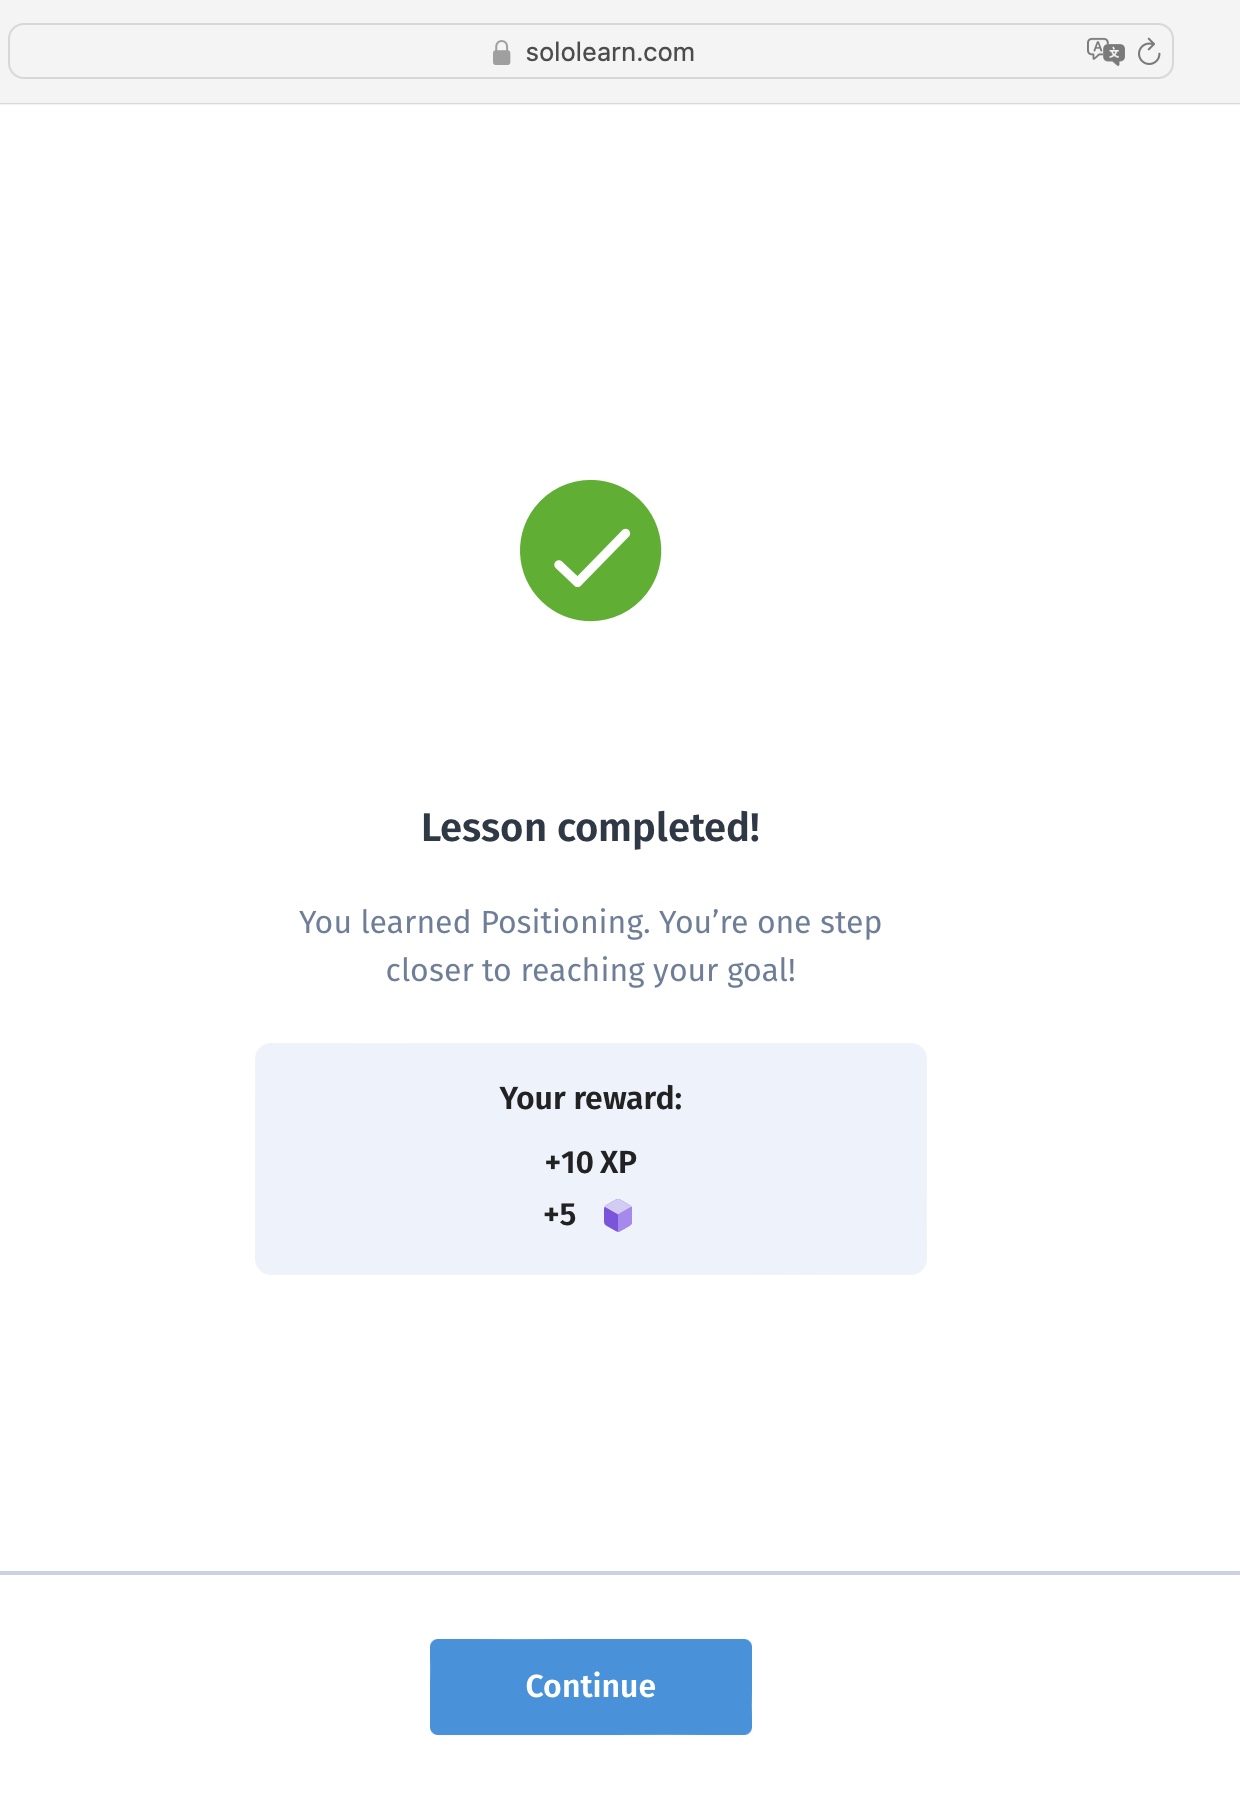 sololearn.com
Lesson completed!
You learned Positioning. You’re one step
closer to reaching your goal!
Your reward:
+10 XP
+5
Continue